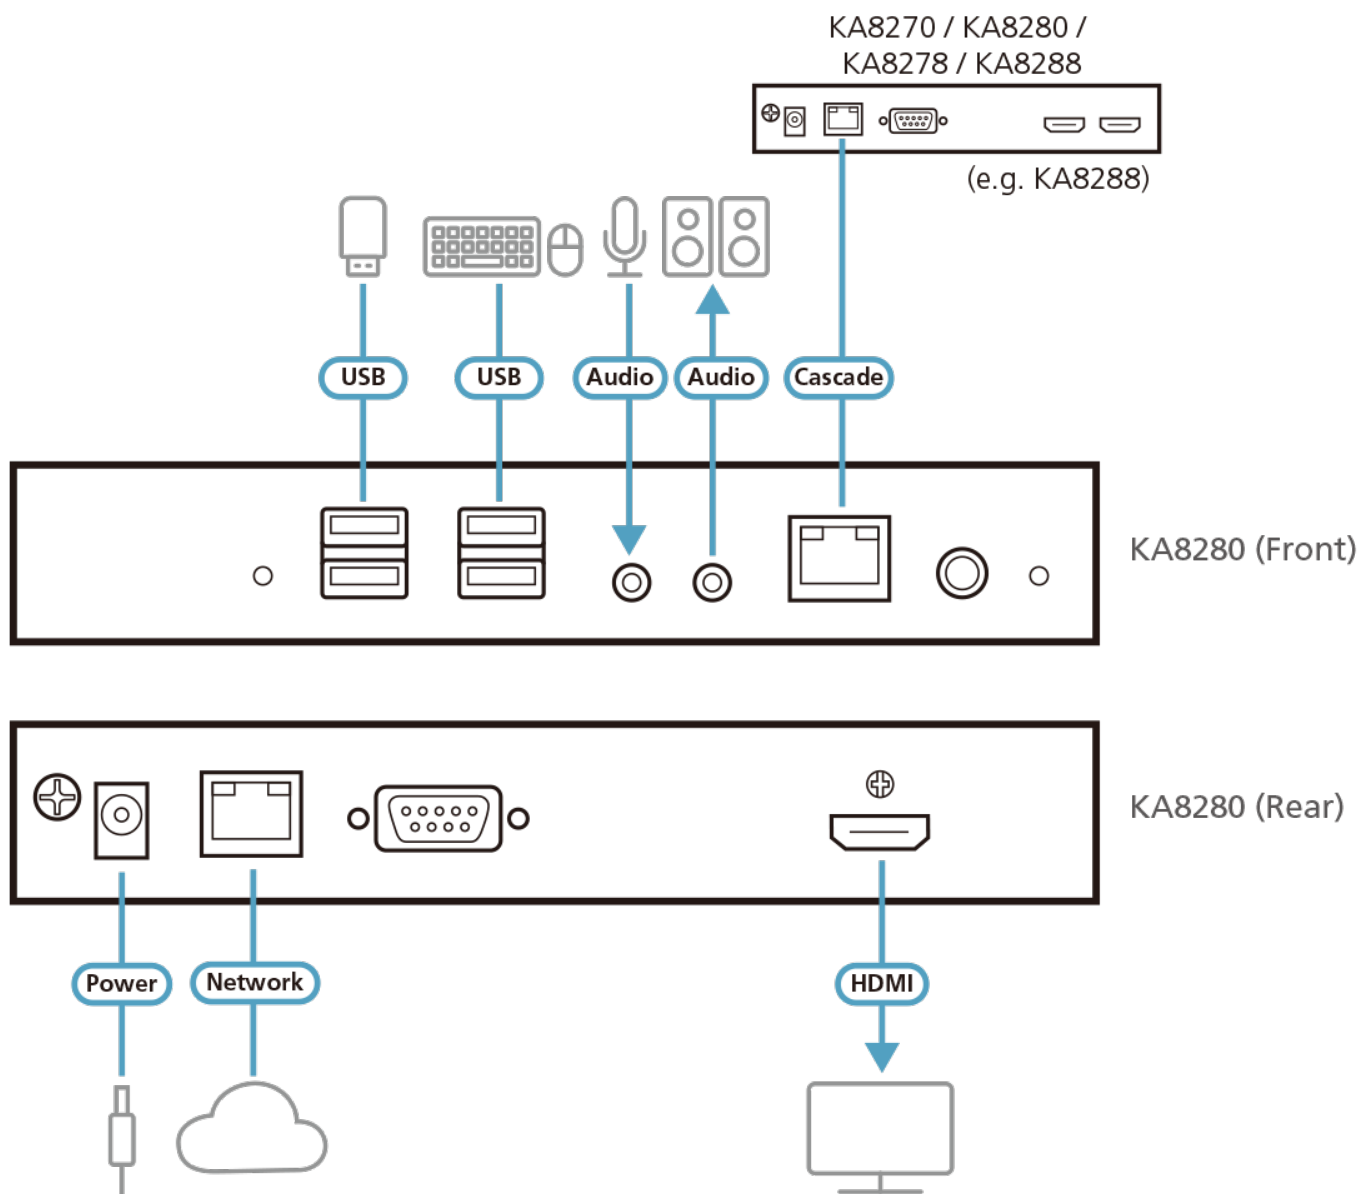 KA8270 / KA8280 /
KA8278 / KA8288
(e.g. KA8288)
USB
USB
Audio
Audio
Cascade
KA8280 (Front)
KA8280 (Rear)
Power
Network
HDMI